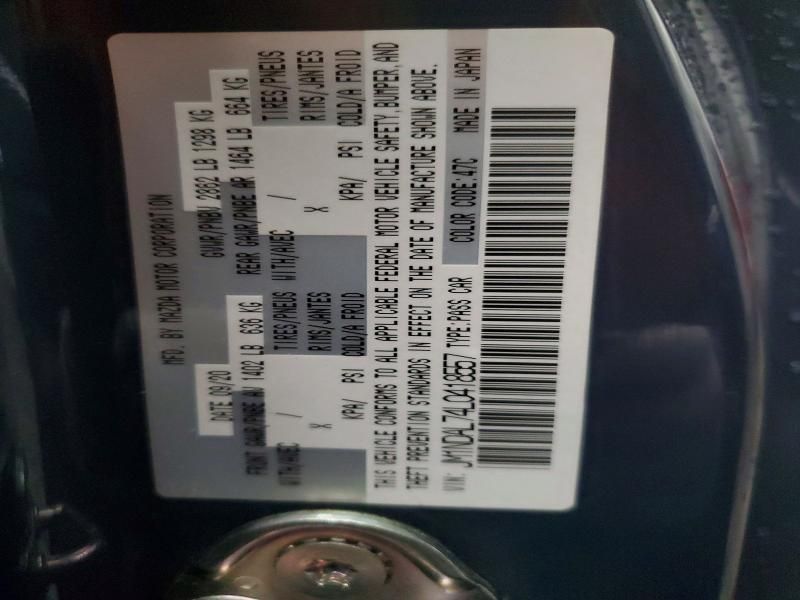 MFD. BY MAZDA MOTOR CORPORATION
DATE 09/20 GVWR/PNBV 2862 LB 1298 KG
FRONT GAWR/PNBE AV 1402 LB 636 KG REAR GAWR/PNBE AR 1464 LB 664 KG
WITH/AVEC / TIRES/PNEUS WITH/AVEC / TIRES/PNEUS
X RIMS/JANTES X RIMS/JANTES
KPA/ PSI COLD/A FROID KPA/ PSI COLD/A FROID
THIS VEHICLE CONFORMS TO ALL APPLICABLE FEDERAL MOTOR VEHICLE SAFETY, BUMPER, AND
THEFT PREVENTION STANDARDS IN EFFECT ON THE DATE OF MANUFACTURE SHOWN ABOVE.
VIN: JM1NDAL74L0418557 TYPE:PASS CAR COLOR CODE:47C MADE IN JAPAN